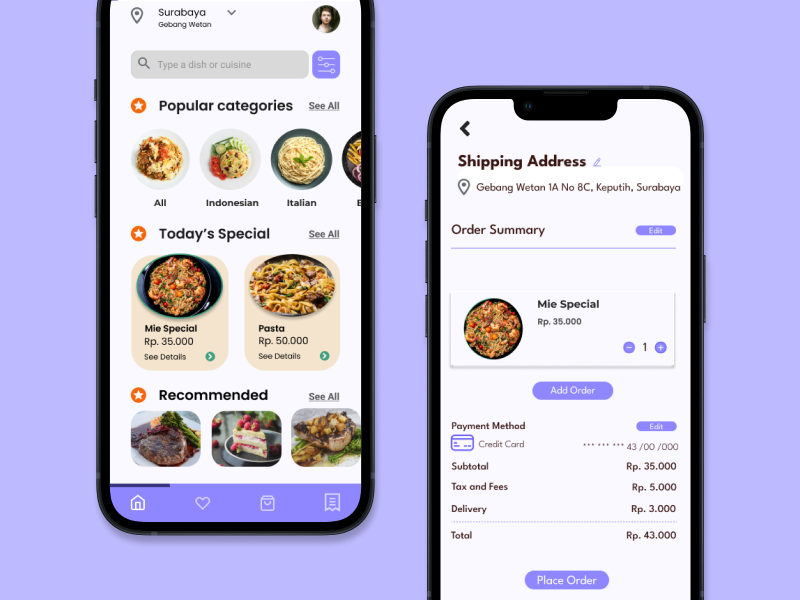 Surabaya
Gebang Wetan
Type a dish or cuisine
Popular categories See All
All Indonesian Italian
Today's Special See All
Mie Special
Rp. 35.000
See Details
Pasta
Rp. 50.000
See Details
Recommended See All
Shipping Address
Gebang Wetan 1A No 8C, Keputih, Surabaya
Order Summary Edit
Mie Special
Rp. 35.000
1
Add Order
Payment Method Edit
Credit Card *** *** *** 43 /00 /000
Subtotal Rp. 35.000
Tax and Fees Rp. 5.000
Delivery Rp. 3.000
Total Rp. 43.000
Place Order